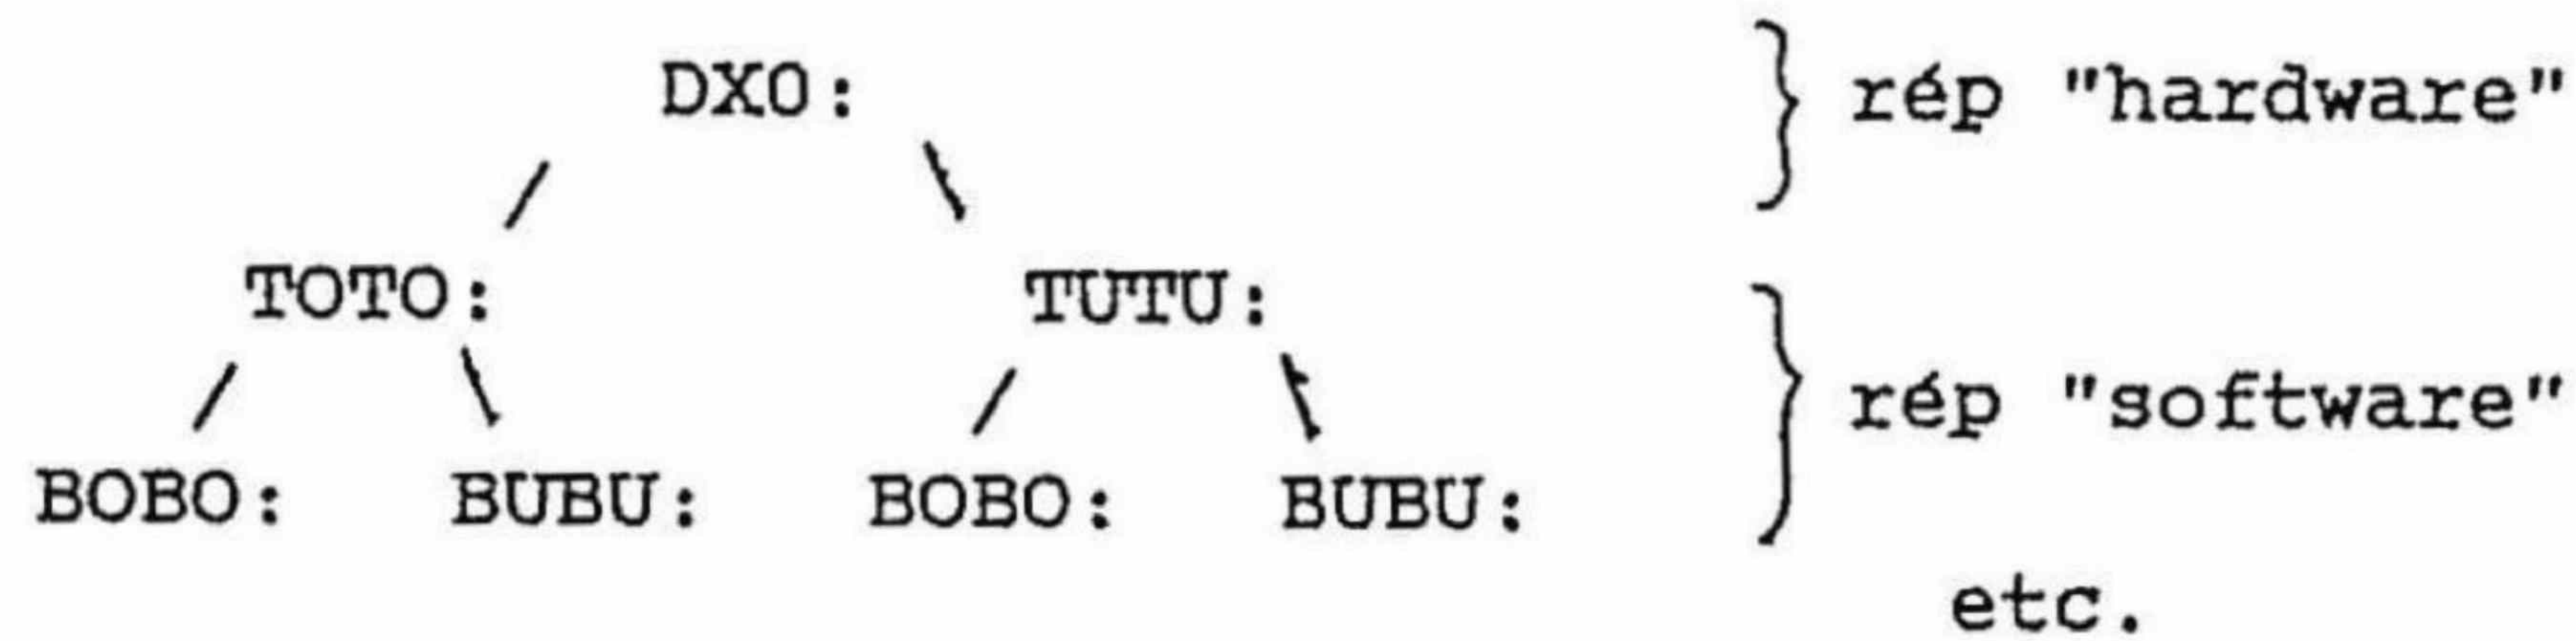 DX0: rép "hardware"
TOTO: TUTU:
rép "software"
BOBO: BUBU: BOBO: BUBU:
etc.